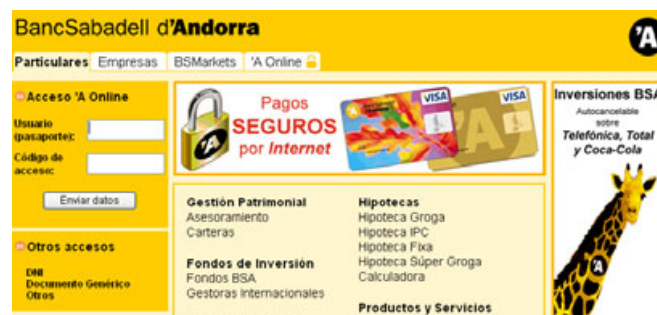 BancSabadell d'Andorra
'A
Particulares Empresas BSMarkets 'A Online
Acceso 'A Online
Usuario
(pasaporte):
Código de
acceso:
Enviar datos
Otros accesos
DNI
Documento Genérico
Otros
'A
Pagos
SEGUROS
por Internet
VISA
'A
VISA
Gestión Patrimonial
Asesoramiento
Carteras
Fondos de Inversión
Fondos BSA
Gestoras Internacionales
Hipotecas
Hipoteca Groga
Hipoteca IPC
Hipoteca Fixa
Hipoteca Súper Groga
Calculadora
Productos y Servicios
Inversiones BSA
Autocancelable
sobre
Telefónica, Total
y Coca-Cola
'A